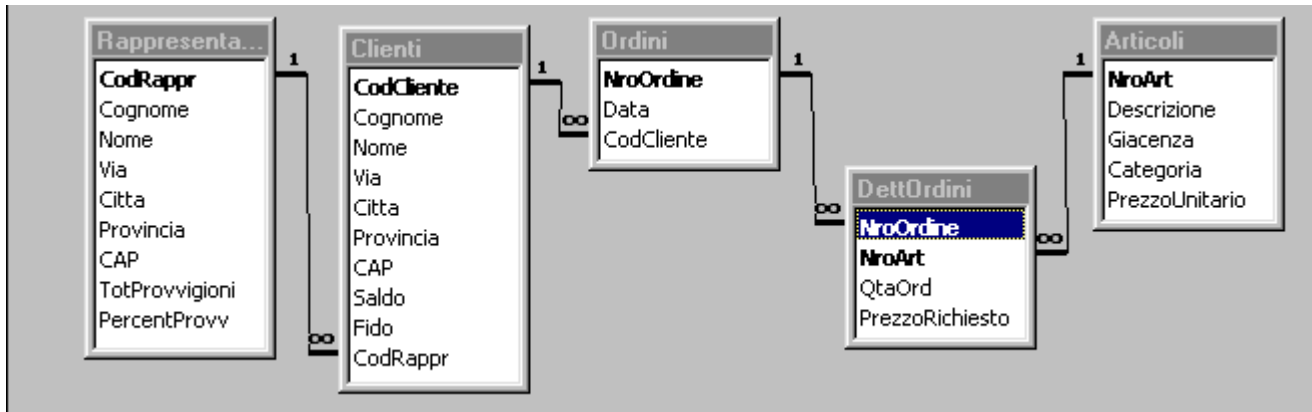 Rappresenta...
CodRappr
Cognome
Nome
Via
Citta
Provincia
CAP
TotProvvigioni
PercentProvv
1
∞
Clienti
CodCliente
Cognome
Nome
Via
Citta
Provincia
CAP
Saldo
Fido
CodRappr
1
∞
Ordini
NroOrdine
Data
CodCliente
1
∞
DettOrdini
NroOrdine
NroArt
QtaOrd
PrezzoRichiesto
∞
1
Articoli
NroArt
Descrizione
Giacenza
Categoria
PrezzoUnitario